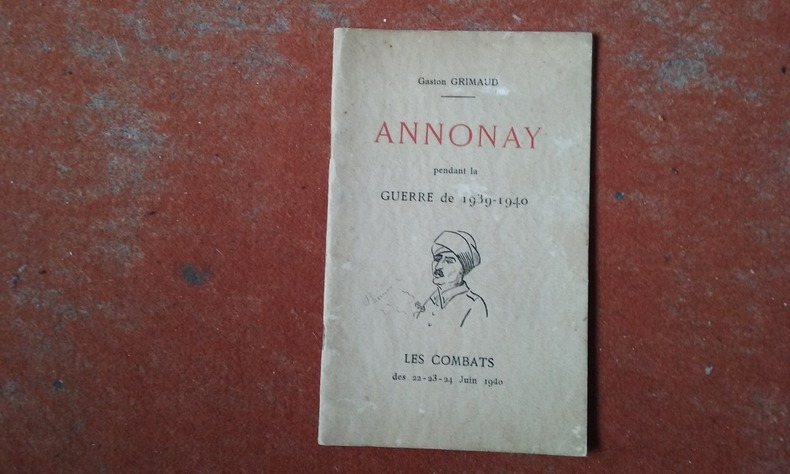 Gaston GRIMAUD
ANNONAY
pendant la
GUERRE de 1939-1940
LES COMBATS
des 22-23-24 Juin 1940